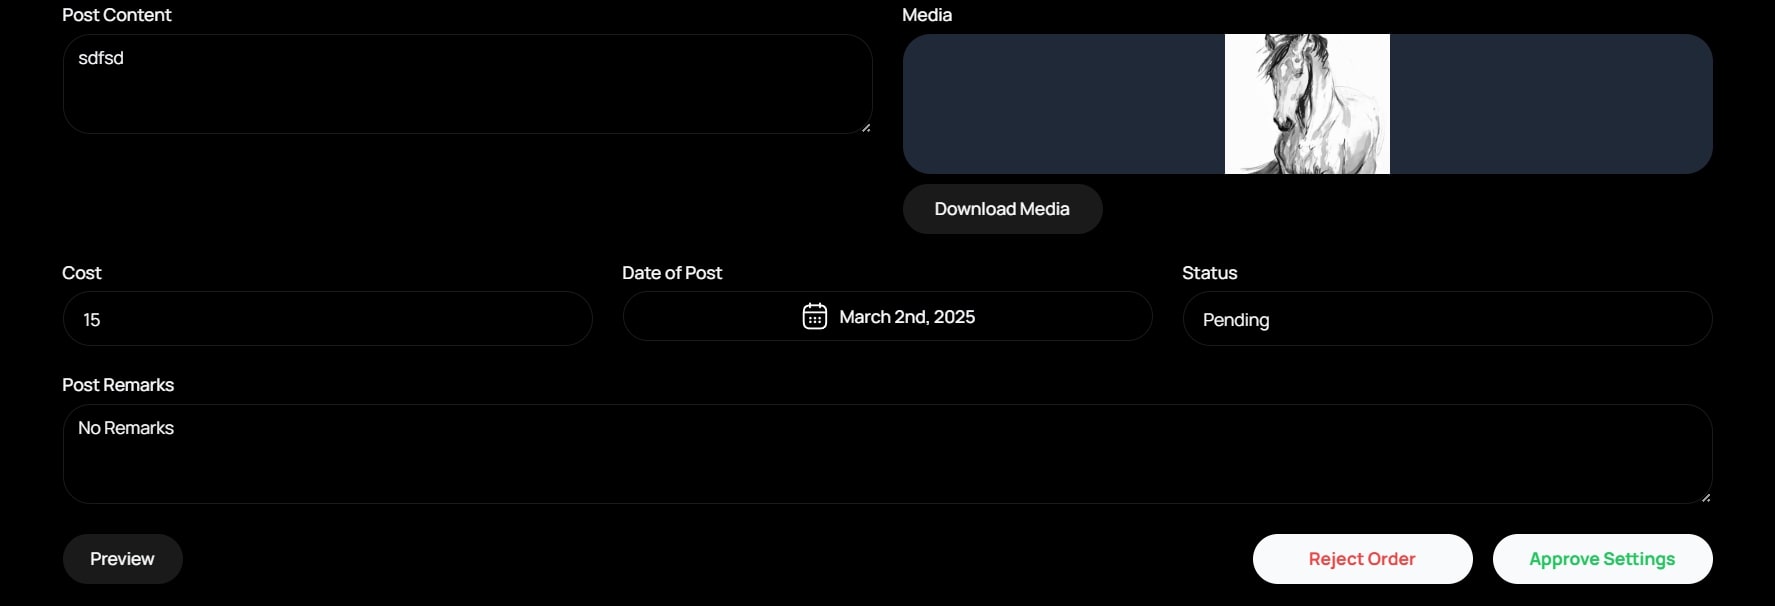 Post Content
sdfsd
Media
Download Media
Cost
15
Date of Post
March 2nd, 2025
Status
Pending
Post Remarks
No Remarks
Preview
Reject Order
Approve Settings